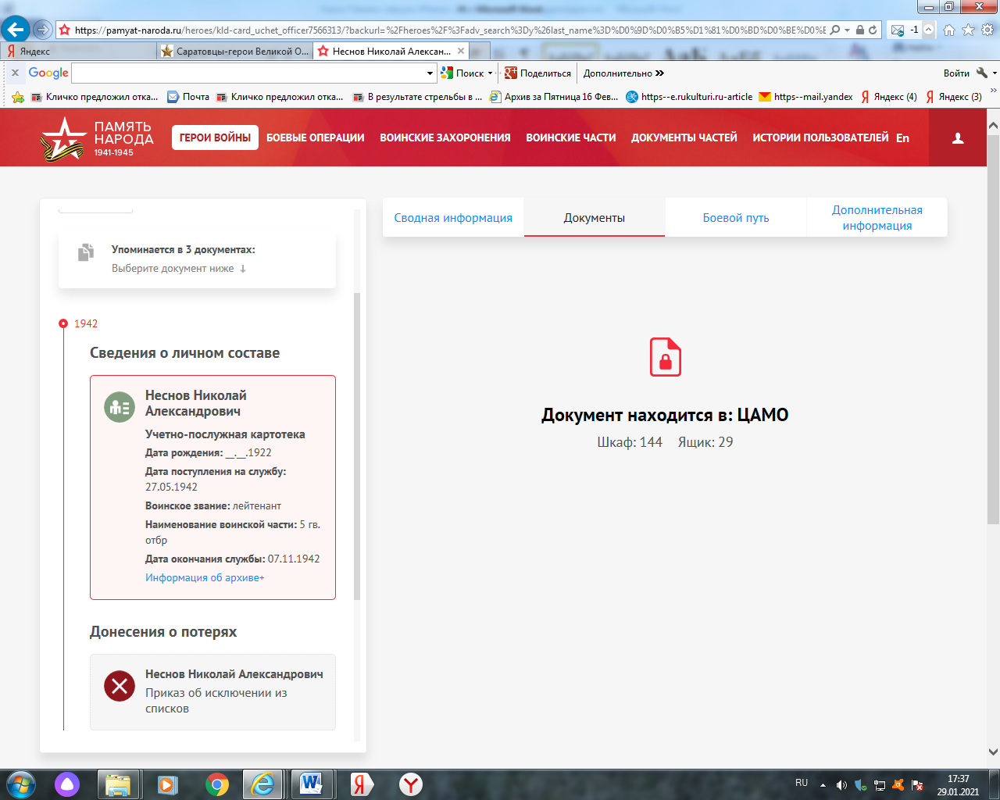 https://pamyat-naroda.ru/heroes/kld-card_uchet_officer7566313/?backurl=%2Fheroes%2F%3Fadv_search%3Dy%26last_name%3D%D0%9D%D0%B5%D1%81%D0%BD%D0%BE%D0%E
-1
Яндекс
Саратовцы-герои Великой О...
Неснов Николай Алексан...
Google
Поиск
Поделиться
Дополнительно
Войти
Кличко предложил отка...
Почта
Кличко предложил отка...
В результате стрельбы в ...
Архив за Пятница 16 Фев...
https--e.rukulturi.ru-article
https--mail.yandex
Яндекс (4)
Яндекс (3)
ПАМЯТЬ
НАРОДА
1941-1945
ГЕРОИ ВОЙНЫ
БОЕВЫЕ ОПЕРАЦИИ
ВОИНСКИЕ ЗАХОРОНЕНИЯ
ВОИНСКИЕ ЧАСТИ
ДОКУМЕНТЫ ЧАСТЕЙ
ИСТОРИИ ПОЛЬЗОВАТЕЛЕЙ
En
Упоминается в 3 документах:
Выберите документ ниже ↓
1942
Сведения о личном составе
Неснов Николай
Александрович
Учетно-послужная картотека
Дата рождения: __.__.1922
Дата поступления на службу:
27.05.1942
Воинское звание: лейтенант
Наименование воинской части: 5 гв.
отбр
Дата окончания службы: 07.11.1942
Информация об архиве+
Донесения о потерях
Неснов Николай Александрович
Приказ об исключении из
списков
Сводная информация
Документы
Боевой путь
Дополнительная
информация
Документ находится в: ЦАМО
Шкаф: 144 Ящик: 29
RU
17:37
29.01.2021